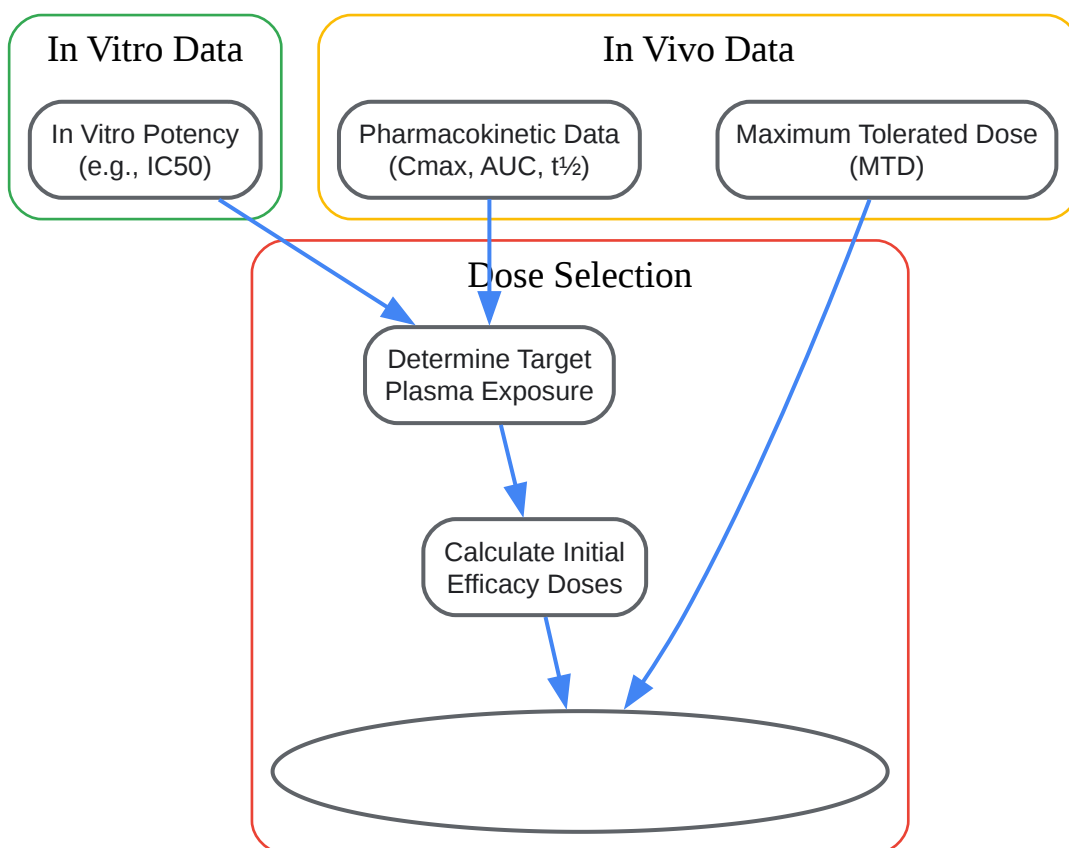 In Vitro Data
In Vitro Potency
(e.g., IC50)
In Vivo Data
Pharmacokinetic Data
(Cmax, AUC, t½)
Maximum Tolerated Dose
(MTD)
Dose Selection
Determine Target
Plasma Exposure
Calculate Initial
Efficacy Doses